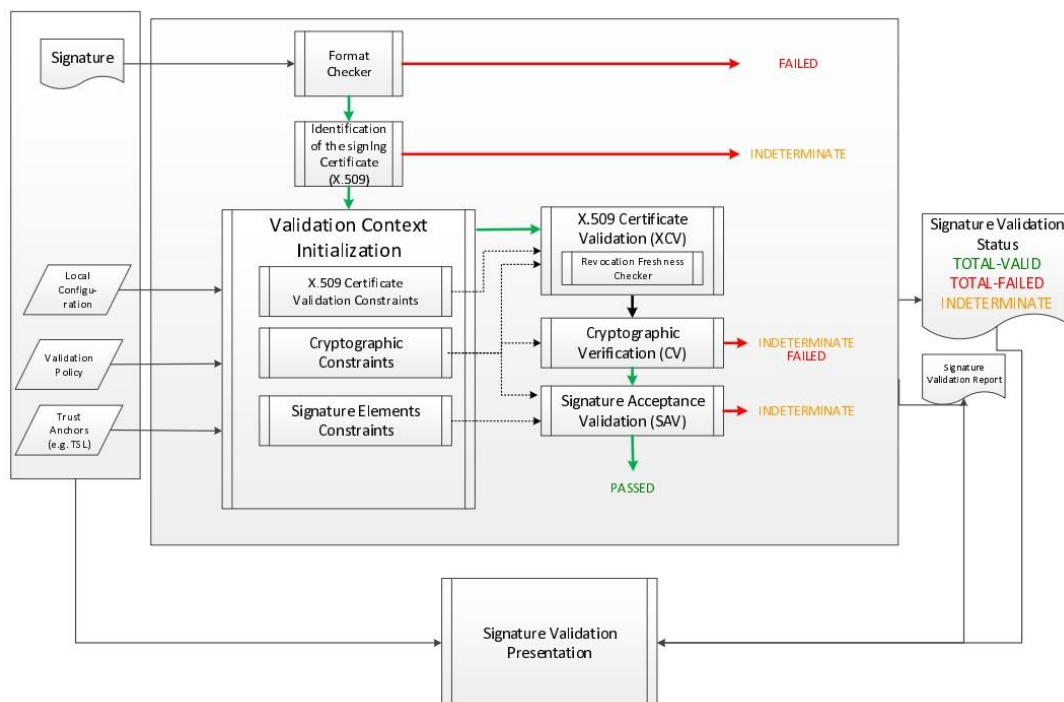 Signature
Format
Checker
FAILED
Identification
of the signing
Certificate
(X.509)
INDETERMINATE
Validation Context
Initialization
X.509 Certificate
Validation (XCV)
Revocation Freshness
Checker
Signature Validation
Status
TOTAL-VALID
TOTAL-FAILED
INDETERMINATE
Local
Configu-
ration
X.509 Certificate
Validation Constraints
Validation
Policy
Cryptographic
Constraints
Cryptographic
Verification (CV)
INDETERMINATE
FAILED
Signature
Validation Report
Trust
Anchors
(e.g. TSL)
Signature Elements
Constraints
Signature Acceptance
Validation (SAV)
INDETERMINATE
PASSED
Signature Validation
Presentation